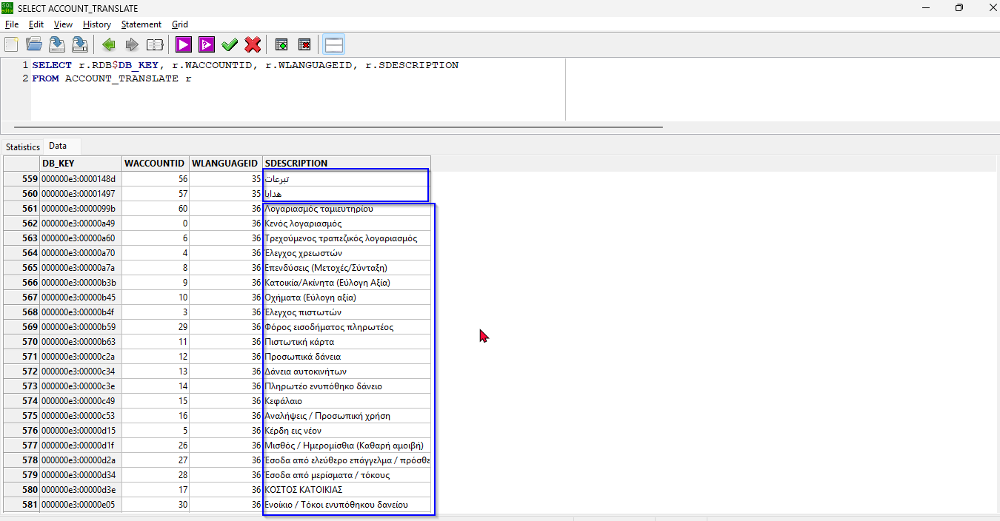 SQL editor
SELECT ACCOUNT_TRANSLATE
File Edit View History Statement Grid
1 SELECT r.RDB$DB_KEY, r.WACCOUNTID, r.WLANGUAGEID, r.SDESCRIPTION
2 FROM ACCOUNT_TRANSLATE r
Statistics Data
DB_KEY WACCOUNTID WLANGUAGEID SDESCRIPTION
559 000000e3:0000148d 56 35 تبرعات
560 000000e3:00001497 57 35 هدايا
561 000000e3:0000099b 60 36 Λογαριασμός ταμιευτηρίου
562 000000e3:00000a49 0 36 Κενός λογαριασμός
563 000000e3:00000a60 6 36 Τρεχούμενος τραπεζικός λογαριασμός
564 000000e3:00000a70 4 36 Έλεγχος χρεωστών
565 000000e3:00000a7a 8 36 Επενδύσεις (Μετοχές/Σύνταξη)
566 000000e3:00000b3b 9 36 Κατοικία/Ακίνητα (Εύλογη Αξία)
567 000000e3:00000b45 10 36 Οχήματα (Εύλογη αξία)
568 000000e3:00000b4f 3 36 Έλεγχος πιστωτών
569 000000e3:00000b59 29 36 Φόρος εισοδήματος πληρωτέος
570 000000e3:00000b63 11 36 Πιστωτική κάρτα
571 000000e3:00000c2a 12 36 Προσωπικά δάνεια
572 000000e3:00000c34 13 36 Δάνεια αυτοκινήτων
573 000000e3:00000c3e 14 36 Πληρωτέο ενυπόθηκο δάνειο
574 000000e3:00000c49 15 36 Κεφάλαιο
575 000000e3:00000c53 16 36 Αναλήψεις / Προσωπική χρήση
576 000000e3:00000d15 5 36 Κέρδη εις νέον
577 000000e3:00000d1f 26 36 Μισθός / Ημερομίσθια (Καθαρή αμοιβή)
578 000000e3:00000d2a 27 36 Έσοδα από ελεύθερο επάγγελμα / πρόσθε
579 000000e3:00000d34 28 36 Έσοδα από μερίσματα / τόκους
580 000000e3:00000d3e 17 36 ΚΟΣΤΟΣ ΚΑΤΟΙΚΙΑΣ
581 000000e3:00000e05 30 36 Ενοίκιο / Τόκοι ενυπόθηκου δανείου